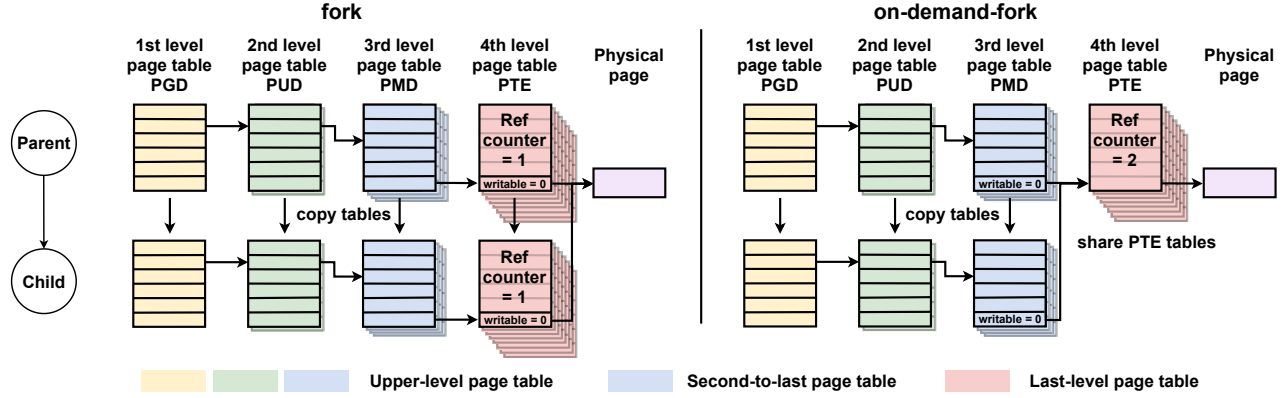 fork
1st level
page table
PGD
2nd level
page table
PUD
3rd level
page table
PMD
4th level
page table
PTE
Physical
page
Parent
Ref
counter
= 1
writable = 0
copy tables
Child
Ref
counter
= 1
writable = 0
on-demand-fork
1st level
page table
PGD
2nd level
page table
PUD
3rd level
page table
PMD
4th level
page table
PTE
Physical
page
Ref
counter
= 2
writable = 0
copy tables
share PTE tables
writable = 0
Upper-level page table
Second-to-last page table
Last-level page table